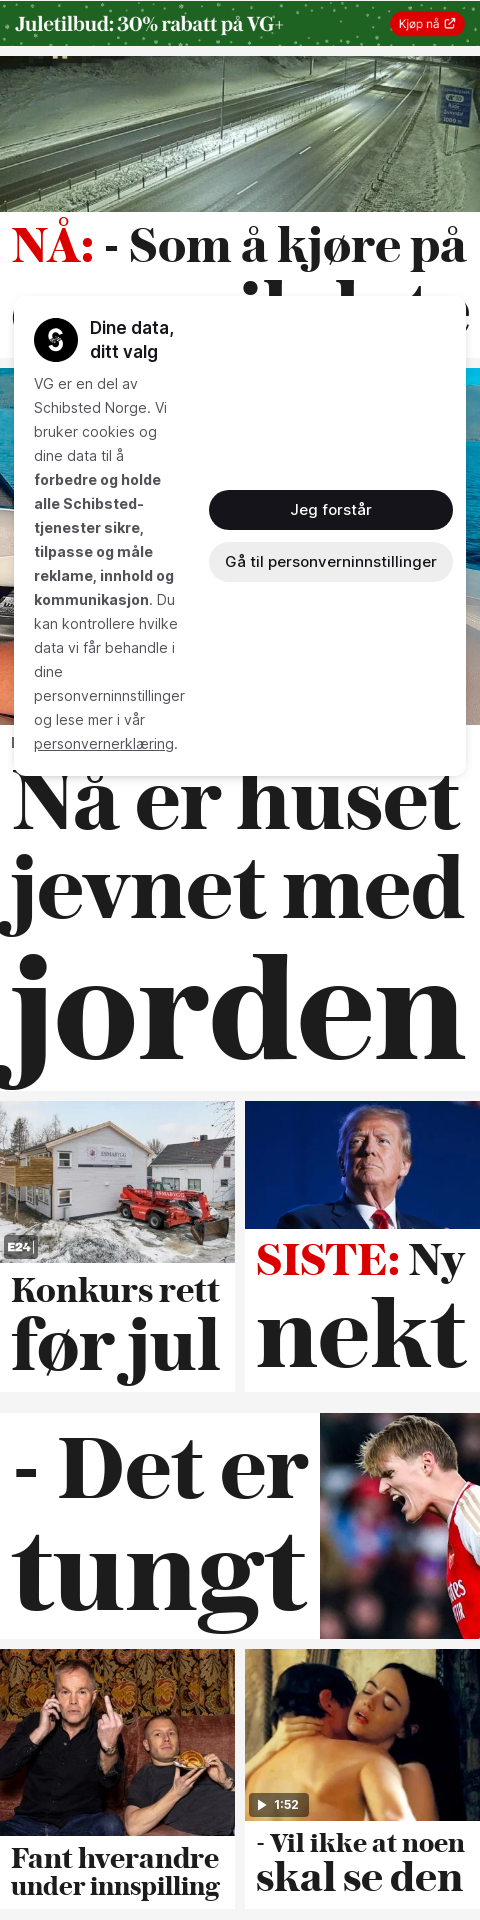 Juletilbud: 30% rabatt på VG+
Kjøp nå
NÅ: - Som å kjøre på
Dine data,
ditt valg
VG er en del av
Schibsted Norge. Vi
bruker cookies og
dine data til å
forbedre og holde
alle Schibsted-
tjenester sikre,
tilpasse og måle
reklame, innhold og
kommunikasjon. Du
kan kontrollere hvilke
data vi får behandle i
dine
personverninnstillinger
og lese mer i vår
personvernerklæring.
Jeg forstår
Gå til personverninnstillinger
Nå er huset
jevnet med
jorden
E24
Konkurs rett
før jul
SISTE: Ny
nekt
- Det er
tungt
Fant hverandre
under innspilling
1:52
- Vil ikke at noen
skal se den